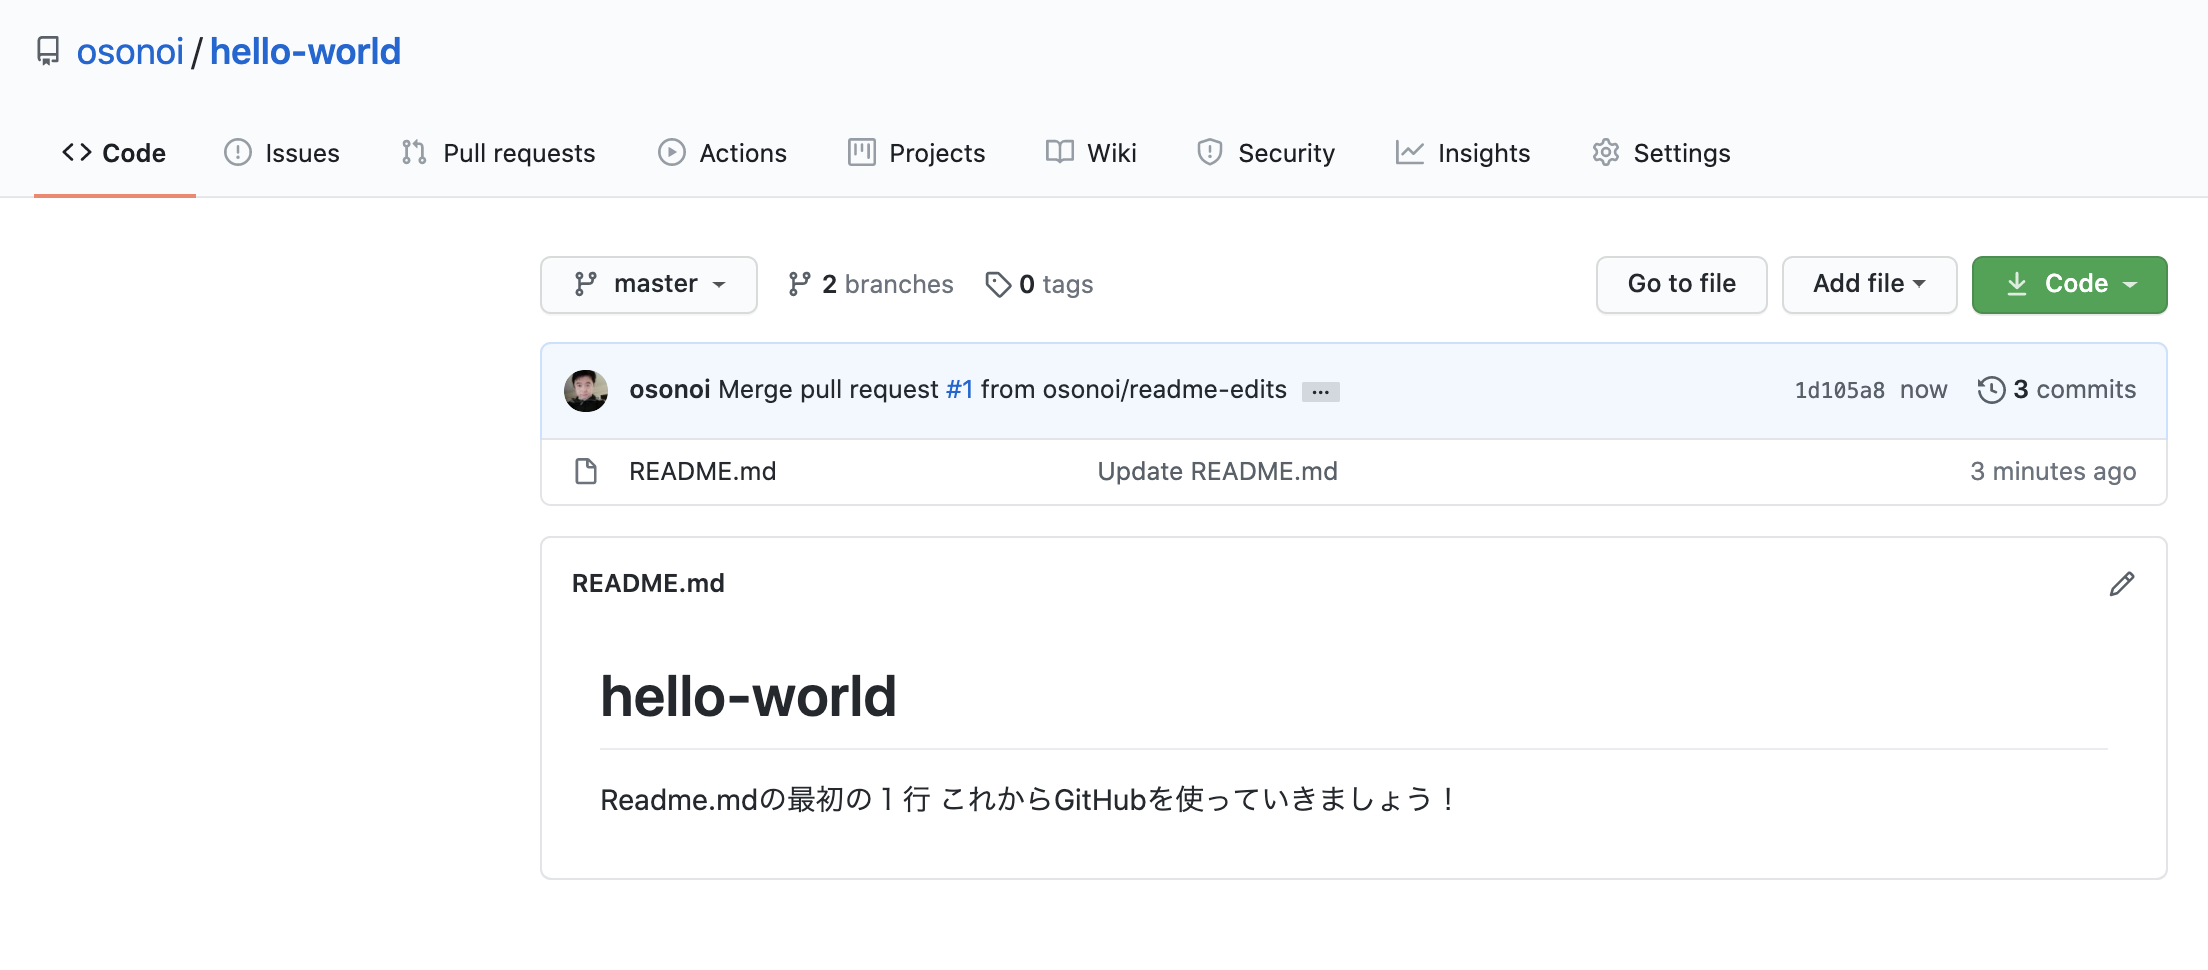 osonoi / hello-world
Code Issues Pull requests Actions Projects Wiki Security Insights Settings
master 2 branches 0 tags Go to file Add file Code
osonoi Merge pull request #1 from osonoi/readme-edits ... 1d105a8 now 3 commits
README.md Update README.md 3 minutes ago
README.md
hello-world
Readme.mdの最初の１行 これからGitHubを使っていきましょう！